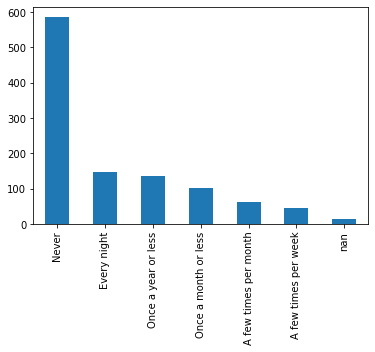 600
500
400
300
200
100
0
Never
Every night
Once a year or less
Once a month or less
A few times per month
A few times per week
nan